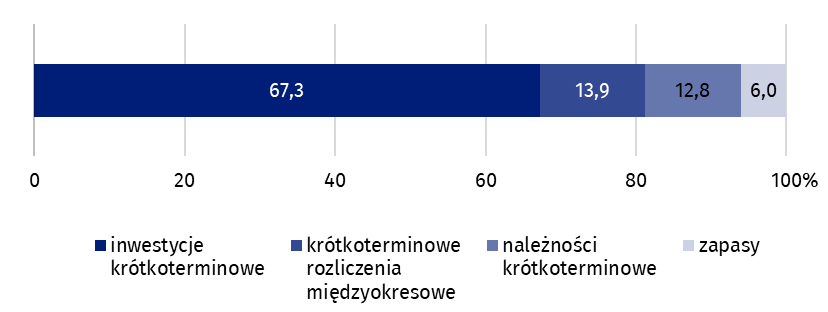 67,3 13,9 12,8 6,0
0 20 40 60 80 100%
inwestycje
krótkoterminowe
krótkoterminowe
rozliczenia
międzyokresowe
należności
krótkoterminowe
zapasy